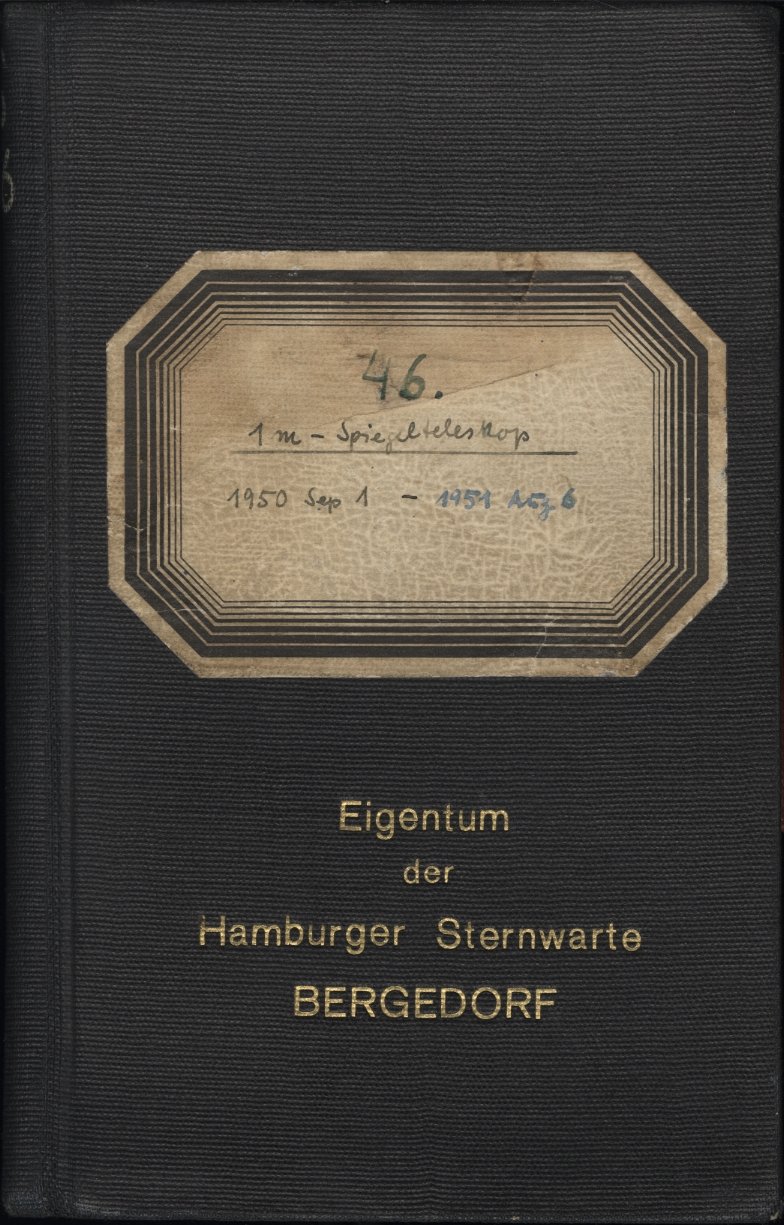 46.
1 m - Spiegelteleskop
1950 Sep 1 - 1951 Aug 6
Eigentum
der
Hamburger Sternwarte
BERGEDORF